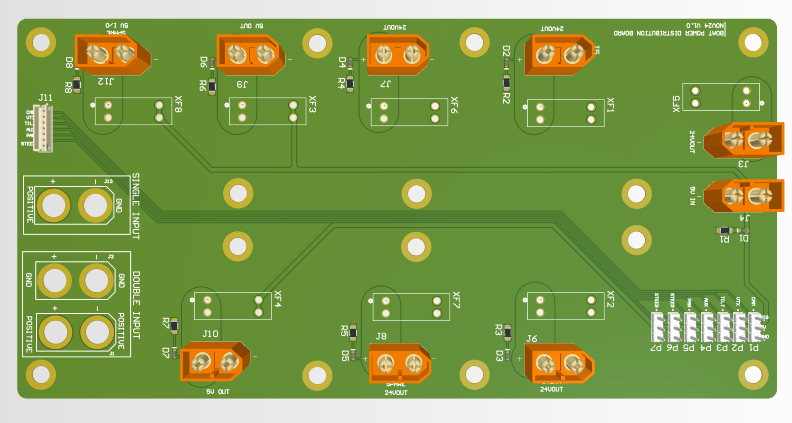 5V I/O
5V OUT
24VOUT
24VOUT
NOV24 V1.0
BOAT POWER DISTRIBUTION BOARD
D8
R8
J12
XF8
D6
R6
J9
XF3
D4
R4
J7
XF6
D2
R2
XF1
XF5
J11
24VOUT
J3
5V IN
J4
R1
D1
SINGLE INPUT
POSITIVE
+
-
GND
DOUBLE INPUT
GND
+
-
GND
POSITIVE
+
+
POSITIVE
XF4
R7
D7
J10
-
5V OUT
XF7
R5
D5
J8
+
-
SPARE
24VOUT
XF2
R3
D3
J6
24VOUT
P7
P6
P5
P4
P3
P2
P1